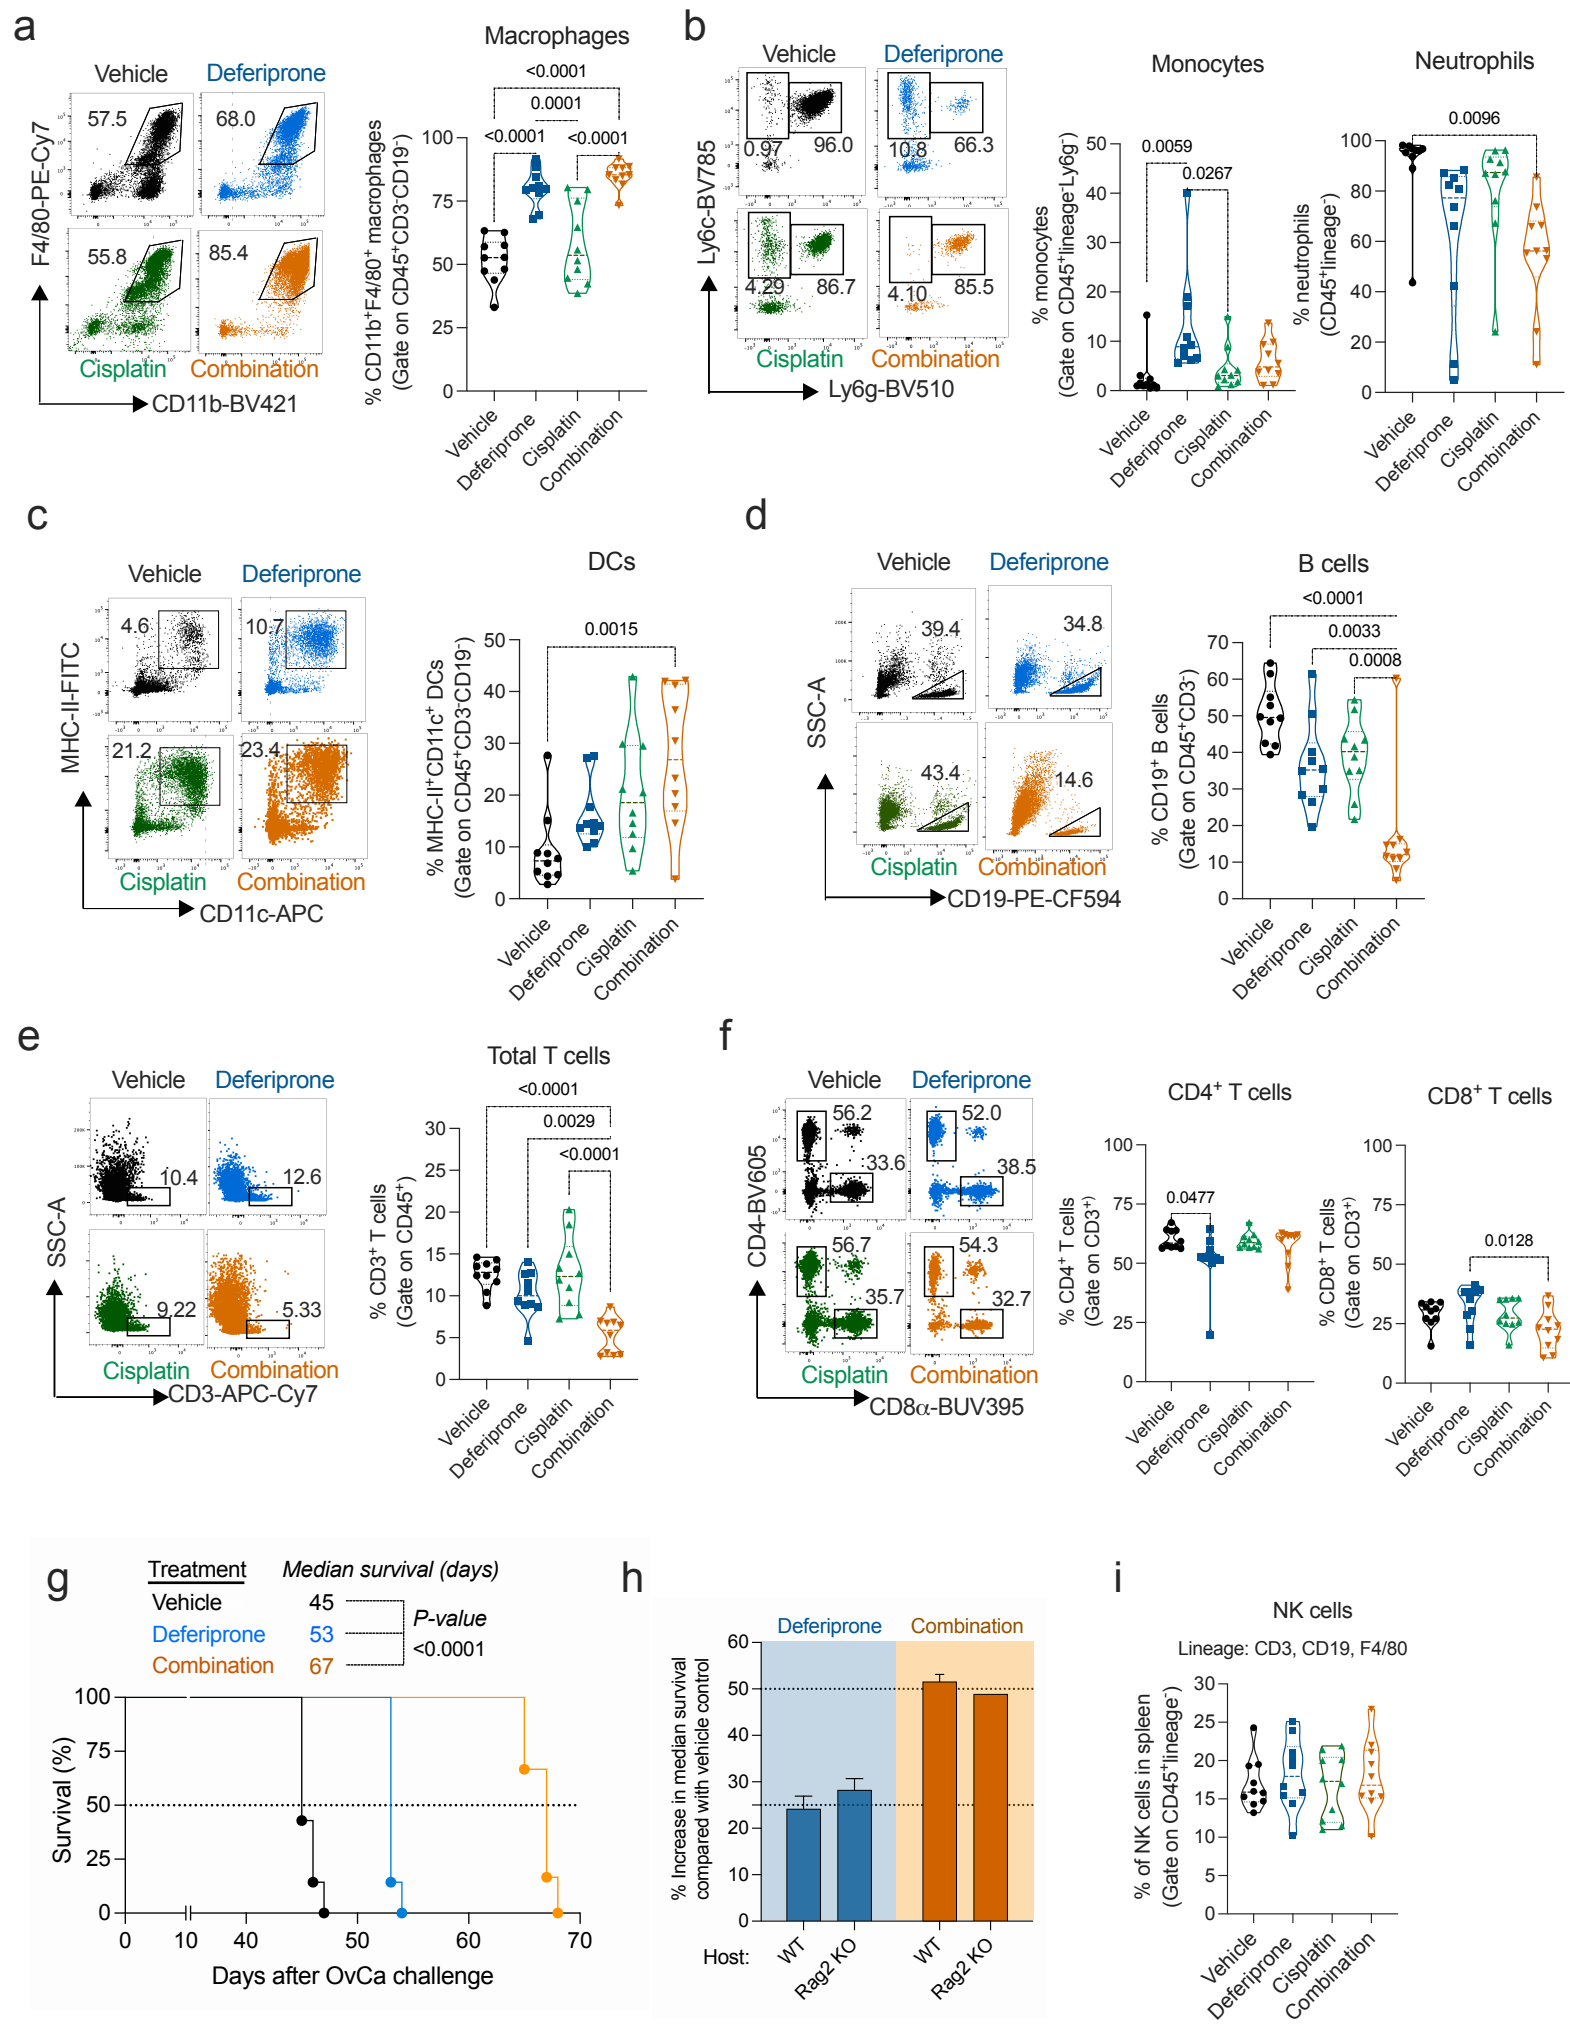 a
Macrophages
Vehicle
Deferiprone
57.5
68.0
55.8
85.4
F4/80-PE-Cy7
Cisplatin
Combination
CD11b-BV421
<0.0001
0.0001
<0.0001
<0.0001
100
75
50
25
0
% CD11b⁺F4/80⁺ macrophages
(Gate on CD45⁺CD3⁻CD19⁻)
Vehicle
Deferiprone
Cisplatin
Combination
b
Vehicle
Deferiprone
0.97
96.0
10.8
66.3
4.29
86.7
4.10
85.5
Ly6c-BV785
Cisplatin
Combination
Ly6g-BV510
Monocytes
0.0059
0.0267
50
40
30
20
10
0
% monocytes
(Gate on CD45⁺lineage⁻Ly6g⁻)
Vehicle
Deferiprone
Cisplatin
Combination
Neutrophils
0.0096
100
80
60
40
20
0
% neutrophils
(CD45⁺lineage⁻)
Vehicle
Deferiprone
Cisplatin
Combination
c
Vehicle
Deferiprone
4.6
10.7
21.2
23.4
MHC-II-FITC
Cisplatin
Combination
CD11c-APC
DCs
0.0015
50
40
30
20
10
0
% MHC-II⁺CD11c⁺ DCs
(Gate on CD45⁺CD3⁻CD19⁻)
Vehicle
Deferiprone
Cisplatin
Combination
d
Vehicle
Deferiprone
39.4
34.8
43.4
14.6
SSC-A
Cisplatin
Combination
CD19-PE-CF594
B cells
<0.0001
0.0033
0.0008
70
60
50
40
30
20
10
0
% CD19⁺ B cells
(Gate on CD45⁺CD3⁻)
Vehicle
Deferiprone
Cisplatin
Combination
e
Vehicle
Deferiprone
10.4
12.6
9.22
5.33
SSC-A
Cisplatin
Combination
CD3-APC-Cy7
Total T cells
<0.0001
0.0029
<0.0001
30
25
20
15
10
5
0
% CD3⁺ T cells
(Gate on CD45⁺)
Vehicle
Deferiprone
Cisplatin
Combination
f
Vehicle
Deferiprone
56.2
33.6
52.0
38.5
56.7
35.7
54.3
32.7
CD4-BV605
Cisplatin
Combination
CD8α-BUV395
CD4⁺ T cells
0.0477
100
75
50
25
0
% CD4⁺ T cells
(Gate on CD3⁺)
Vehicle
Deferiprone
Cisplatin
Combination
CD8⁺ T cells
0.0128
100
75
50
25
0
% CD8⁺ T cells
(Gate on CD3⁺)
Vehicle
Deferiprone
Cisplatin
Combination
g
Treatment Median survival (days)
Vehicle 45
Deferiprone 53
Combination 67
P-value
<0.0001
100
75
50
25
0
Survival (%)
0 10 40 50 60 70
Days after OvCa challenge
h
Deferiprone
Combination
60
50
40
30
20
10
0
% Increase in median survival
compared with vehicle control
Host:
WT
Rag2 KO
WT
Rag2 KO
i
NK cells
Lineage: CD3, CD19, F4/80
30
25
20
15
10
5
0
% of NK cells in spleen
(Gate on CD45⁺lineage⁻)
Vehicle
Deferiprone
Cisplatin
Combination